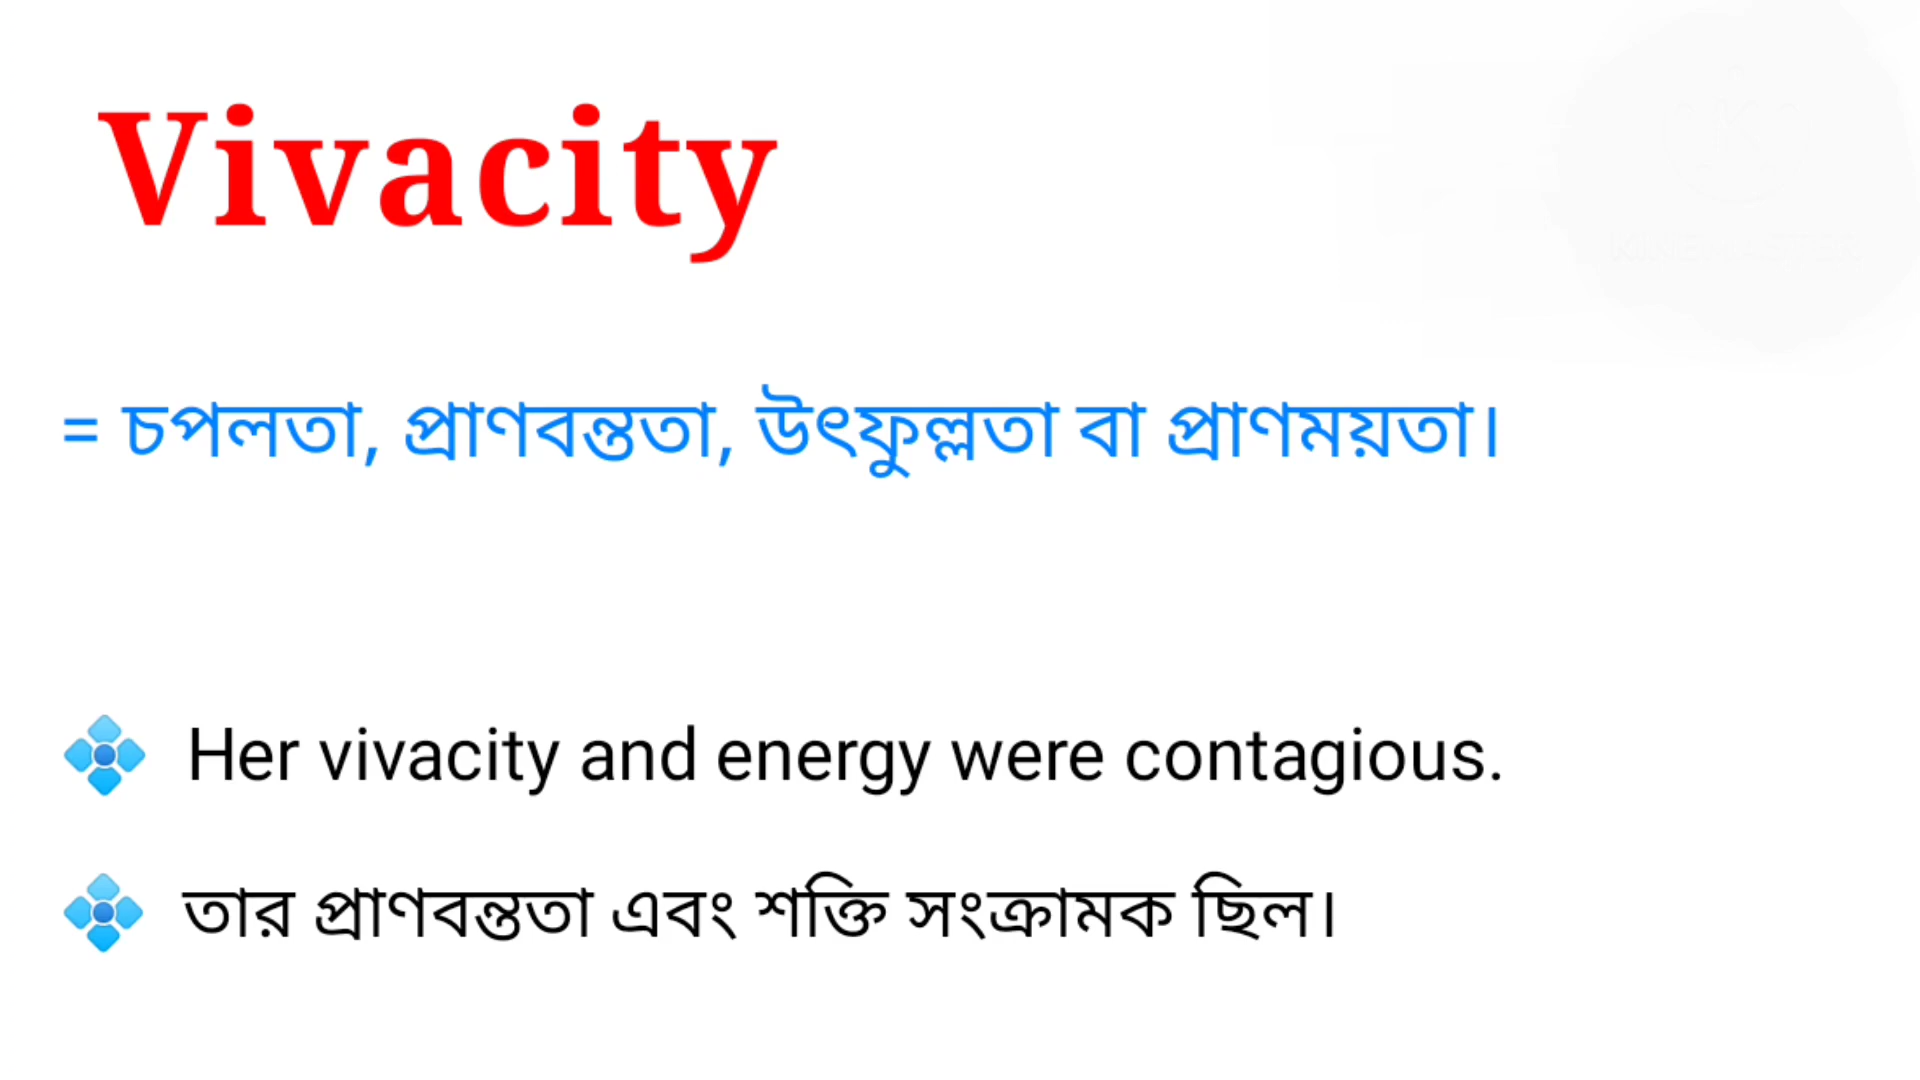 Vivacity
= চপলতা, প্রাণবন্ততা, উৎফুল্লতা বা প্রাণময়তা।
Her vivacity and energy were contagious.
তার প্রাণবন্ততা এবং শক্তি সংক্রামক ছিল।